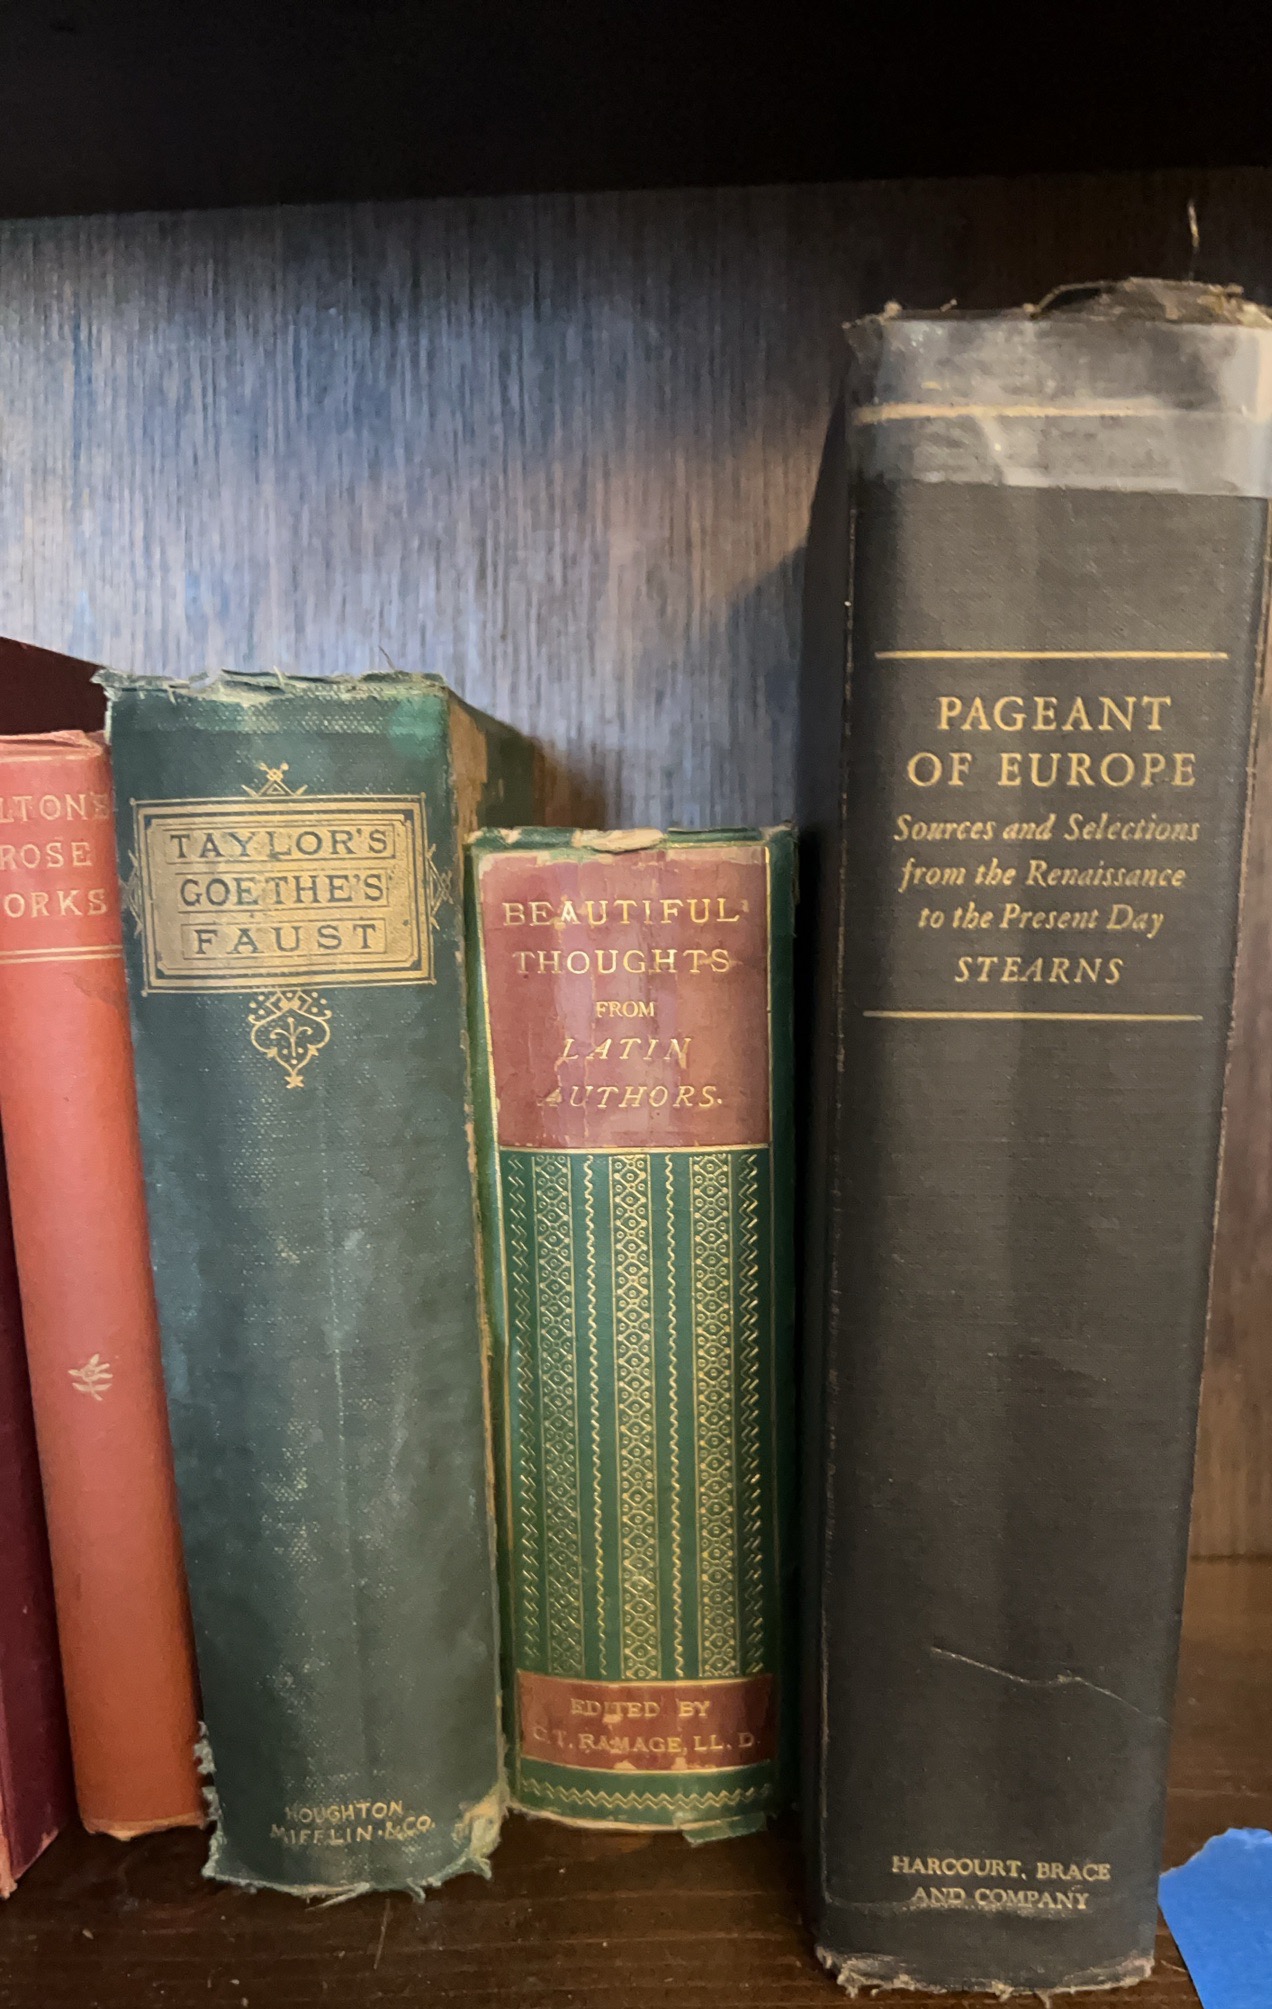 LTON'S
ROSE
ORKS
TAYLOR'S
GOETHE'S
FAUST
HOUGHTON
MIFFLIN & CO.
BEAUTIFUL
THOUGHTS
FROM
LATIN
AUTHORS.
EDITED BY
C.T. RAMAGE, LL. D.
PAGEANT
OF EUROPE
Sources and Selections
from the Renaissance
to the Present Day
STEARNS
HARCOURT, BRACE
AND COMPANY